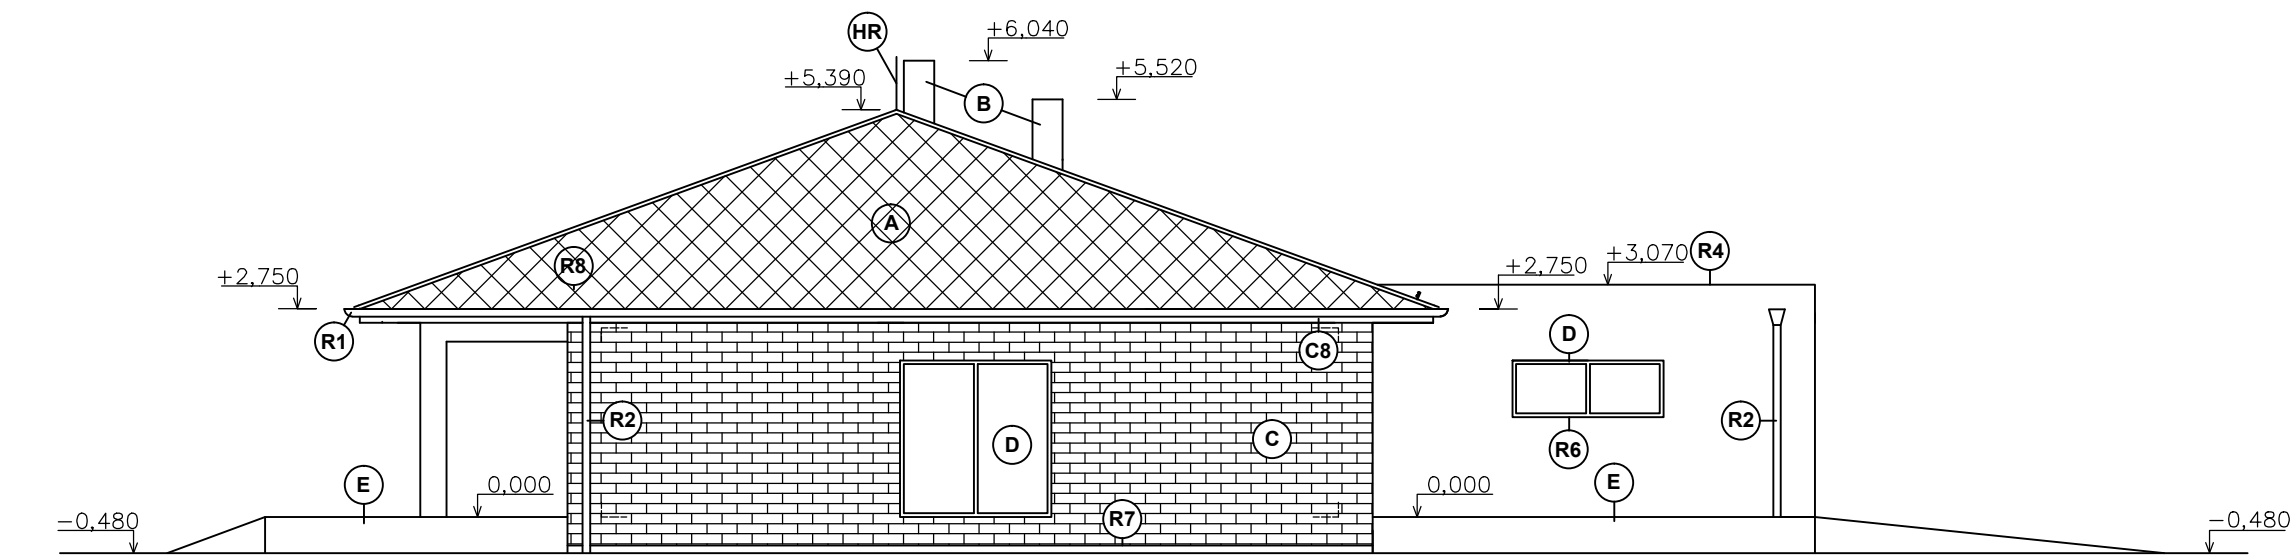 HR
+6,040
+5,520
+5,390
B
A
R8
+2,750
+2,750
+3,070
R4
R1
C8
D
R2
D
C
R2
R6
E
0,000
0,000
E
R7
−0,480
−0,480